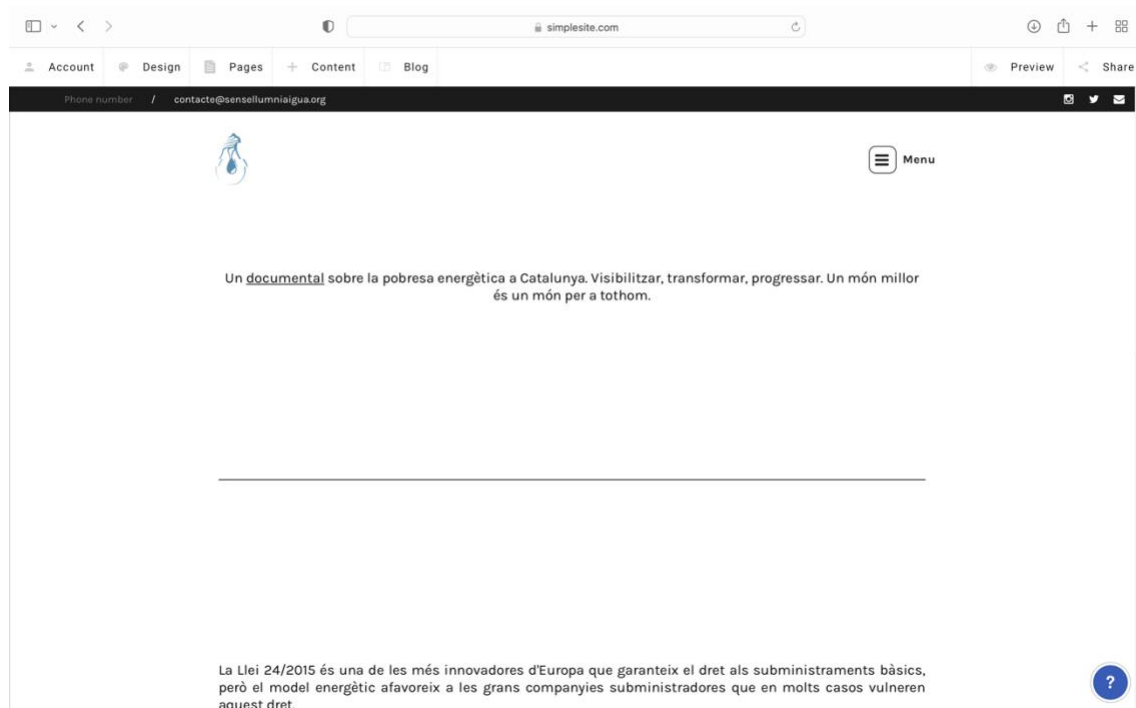 simplesite.com
Account Design Pages Content Blog Preview Share
Phone number / contacte@sensellumniaigua.org
Menu
Un documental sobre la pobresa energètica a Catalunya. Visibilitzar, transformar, progressar. Un món millor
és un món per a tothom.
La Llei 24/2015 és una de les més innovadores d'Europa que garanteix el dret als subministraments bàsics,
però el model energètic afavoreix a les grans companyies subministradores que en molts casos vulneren
aquest dret.
?